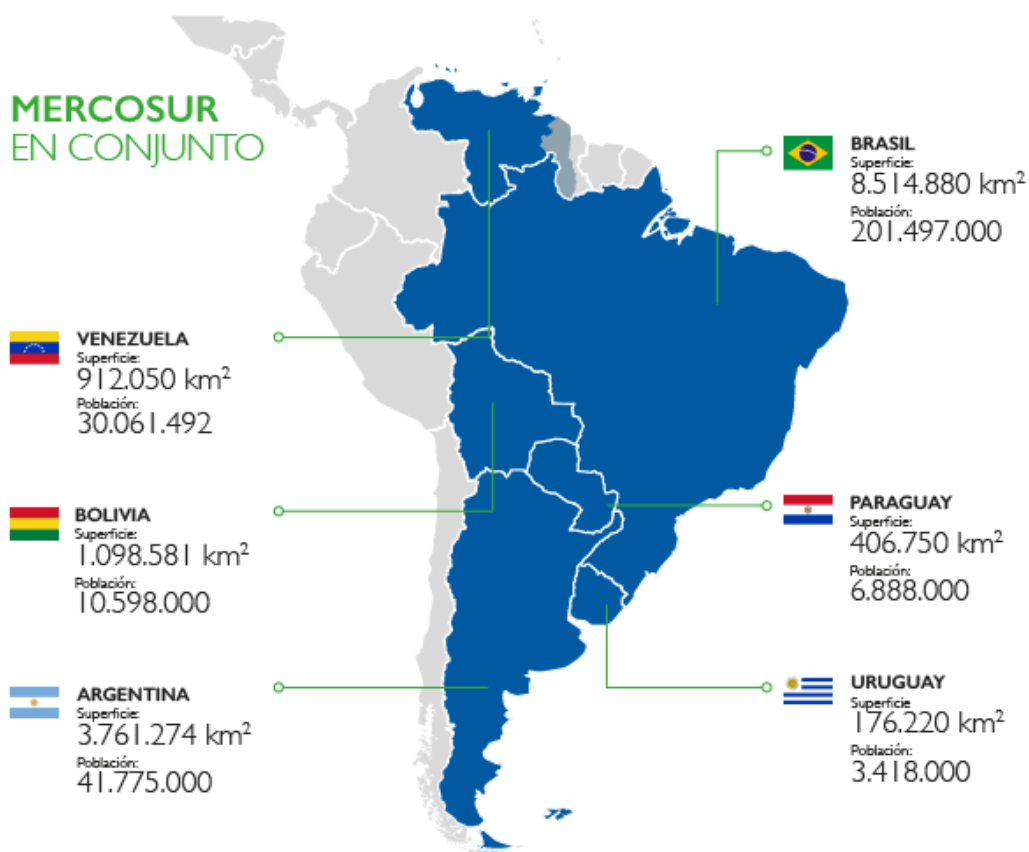 MERCOSUR
EN CONJUNTO
VENEZUELA
Superficie:
912.050 km²
Población:
30.061.492
BOLIVIA
Superficie:
1.098.581 km²
Población:
10.598.000
ARGENTINA
Superficie:
3.761.274 km²
Población:
41.775.000
BRASIL
Superficie:
8.514.880 km²
Población:
201.497.000
PARAGUAY
Superficie:
406.750 km²
Población:
6.888.000
URUGUAY
Superficie
176.220 km²
Población:
3.418.000